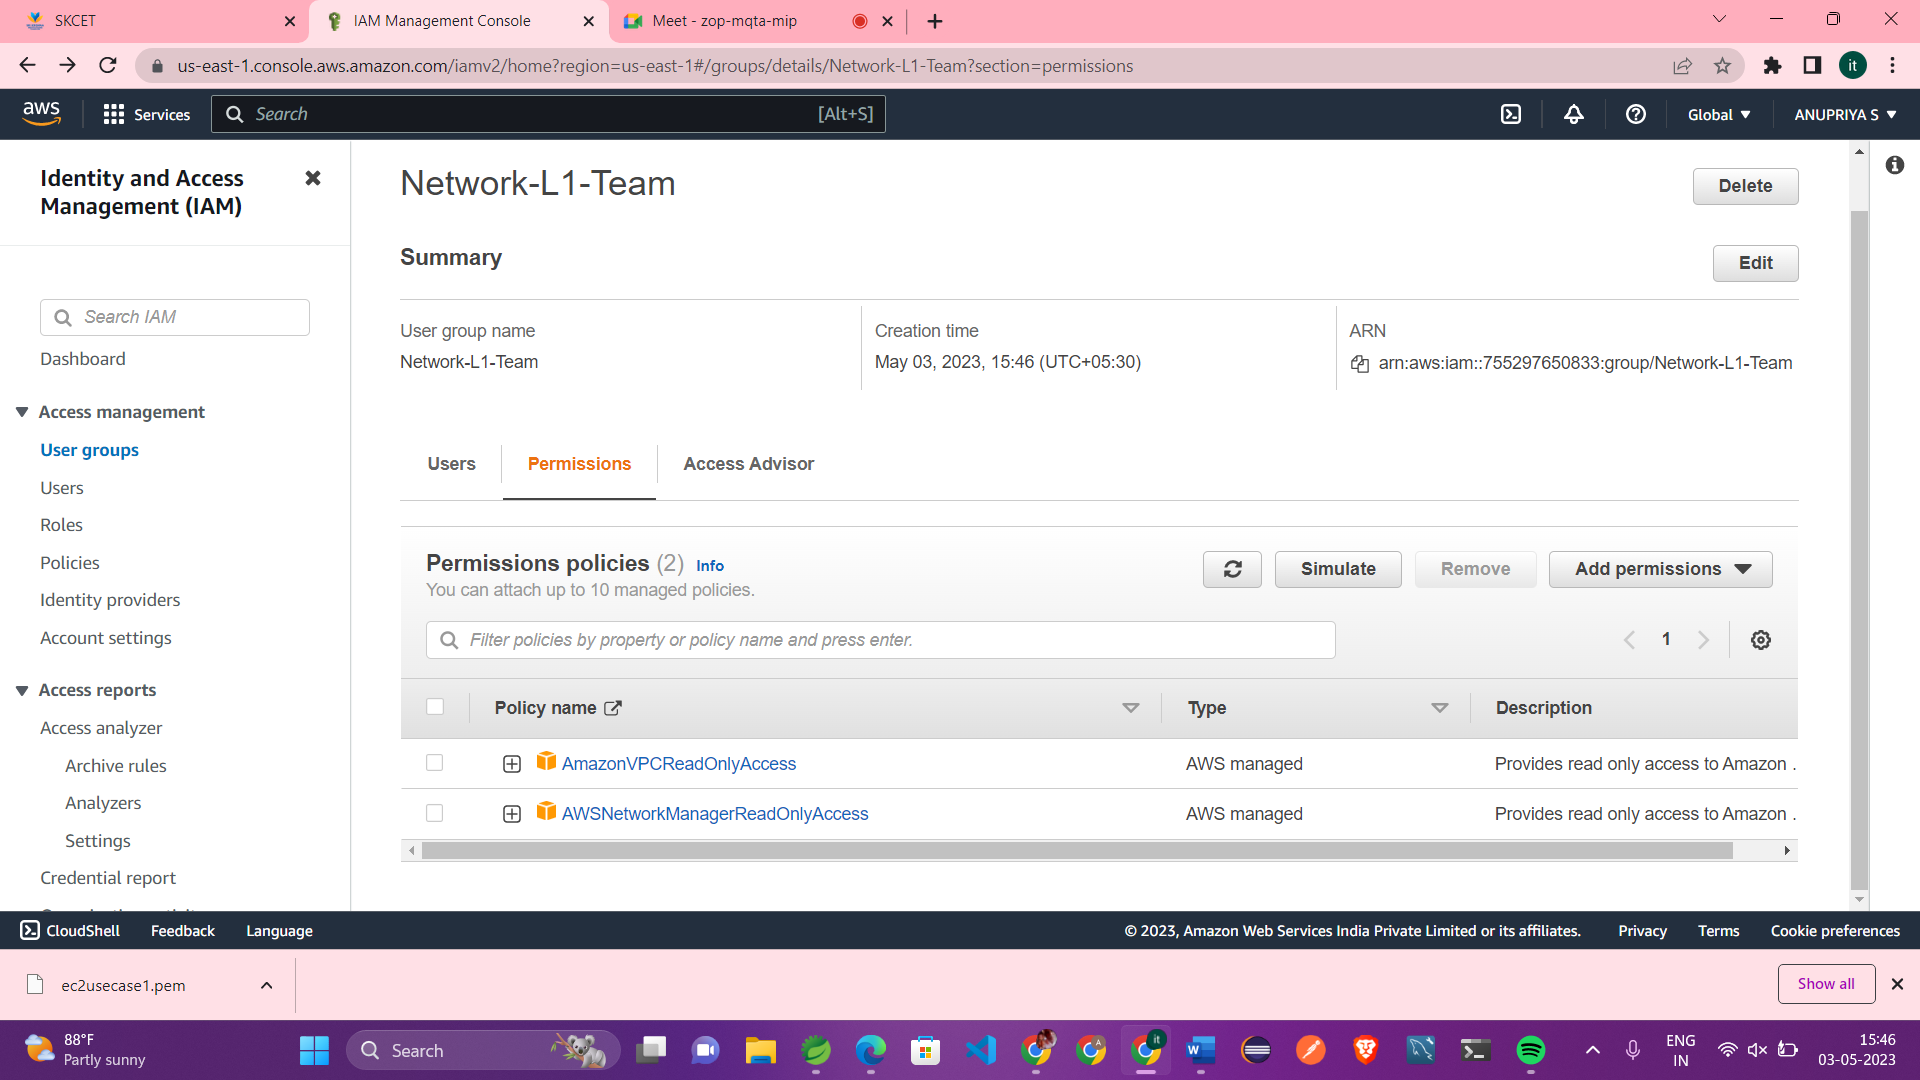 SKCET
IAM Management Console
Meet - zop-mqta-mip
us-east-1.console.aws.amazon.com/iamv2/home?region=us-east-1#/groups/details/Network-L1-Team?section=permissions
it
aws
Services
Search
[Alt+S]
Global
ANUPRIYA S
Identity and Access
Management (IAM)
Search IAM
Dashboard
Access management
User groups
Users
Roles
Policies
Identity providers
Account settings
Access reports
Access analyzer
Archive rules
Analyzers
Settings
Credential report
Network-L1-Team
Delete
Summary
Edit
User group name
Network-L1-Team
Creation time
May 03, 2023, 15:46 (UTC+05:30)
ARN
arn:aws:iam::755297650833:group/Network-L1-Team
Users
Permissions
Access Advisor
Permissions policies (2) Info
You can attach up to 10 managed policies.
Simulate
Remove
Add permissions
Filter policies by property or policy name and press enter.
1
Policy name
Type
Description
AmazonVPCReadOnlyAccess
AWS managed
Provides read only access to Amazon .
AWSNetworkManagerReadOnlyAccess
AWS managed
Provides read only access to Amazon .
CloudShell
Feedback
Language
© 2023, Amazon Web Services India Private Limited or its affiliates.
Privacy
Terms
Cookie preferences
ec2usecase1.pem
Show all
88°F
Partly sunny
Search
ENG
IN
15:46
03-05-2023